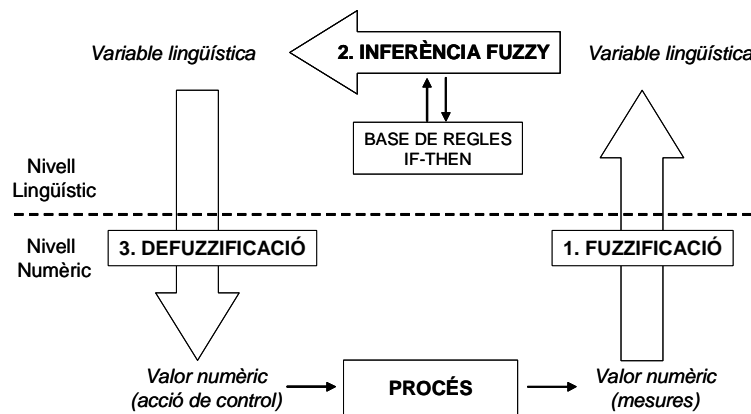 Variable lingüística
2. INFERÈNCIA FUZZY
Variable lingüística
BASE DE REGLES
IF-THEN
Nivell
Lingüístic
Nivell
Numèric
3. DEFUZZIFICACIÓ
1. FUZZIFICACIÓ
Valor numèric
(acció de control)
PROCÉS
Valor numèric
(mesures)